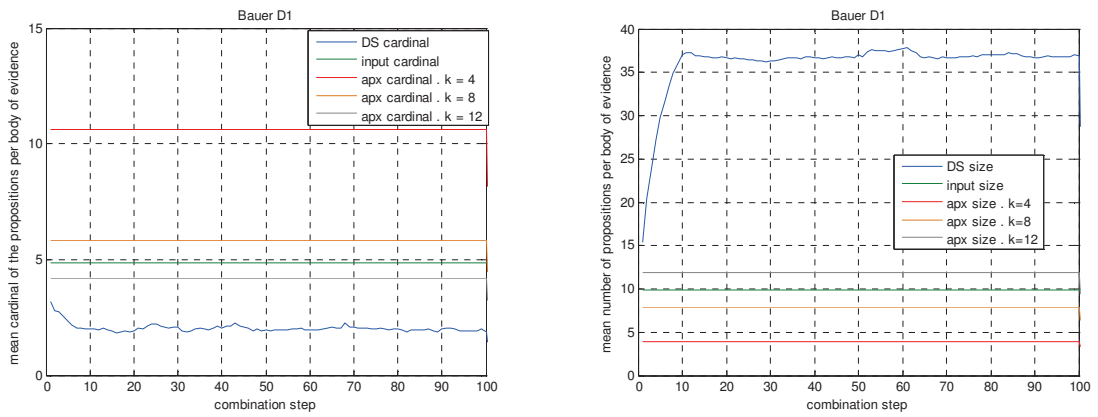 Bauer D1
mean cardinal of the propositions per body of evidence
15
10
5
0
0 10 20 30 40 50 60 70 80 90 100
combination step
DS cardinal
input cardinal
apx cardinal . k = 4
apx cardinal . k = 8
apx cardinal . k = 12
Bauer D1
mean number of propositions per body of evidence
40
35
30
25
20
15
10
5
0
0 10 20 30 40 50 60 70 80 90 100
combination step
DS size
input size
apx size . k=4
apx size . k=8
apx size . k=12